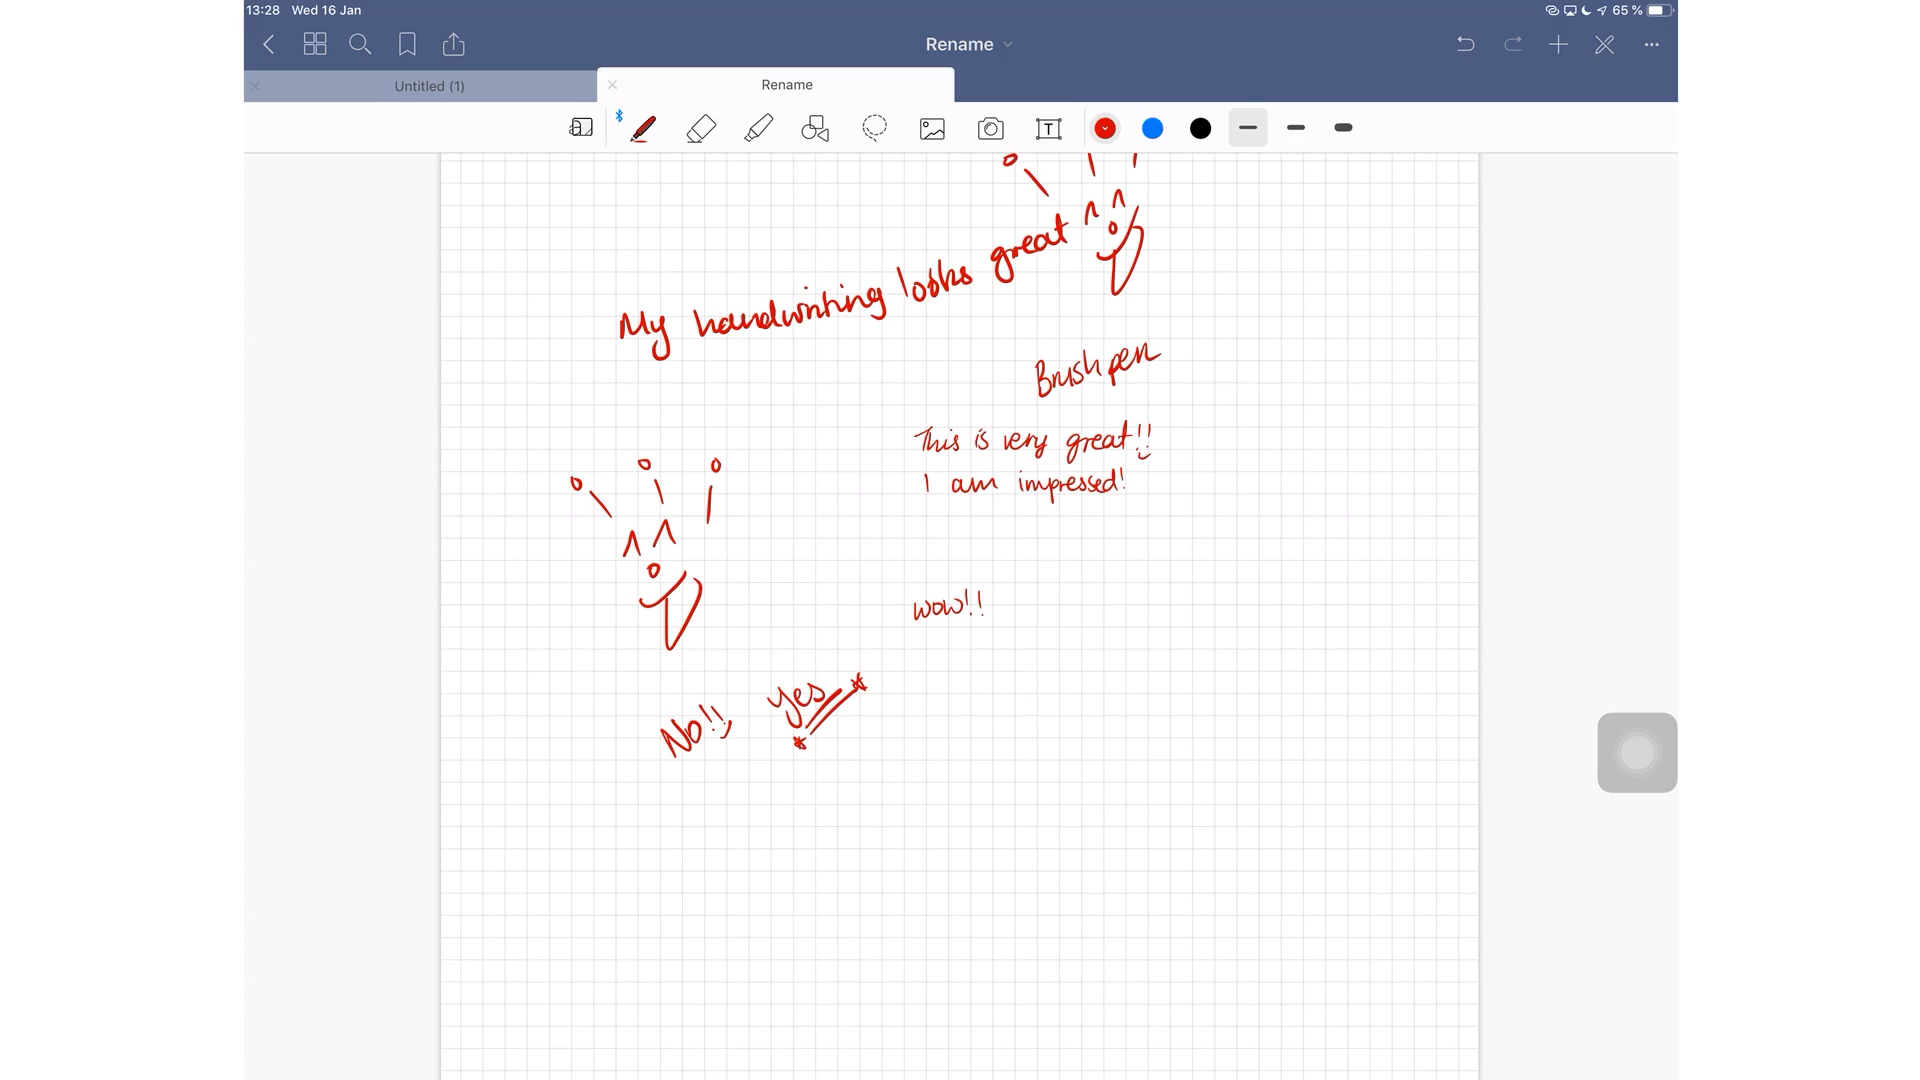 13:28 Wed 16 Jan
65 %
Rename
Untitled (1)
Rename
T
My handwriting looks great
Brush pen
This is very great!!
I am impressed!
wow!!
yes
No!!